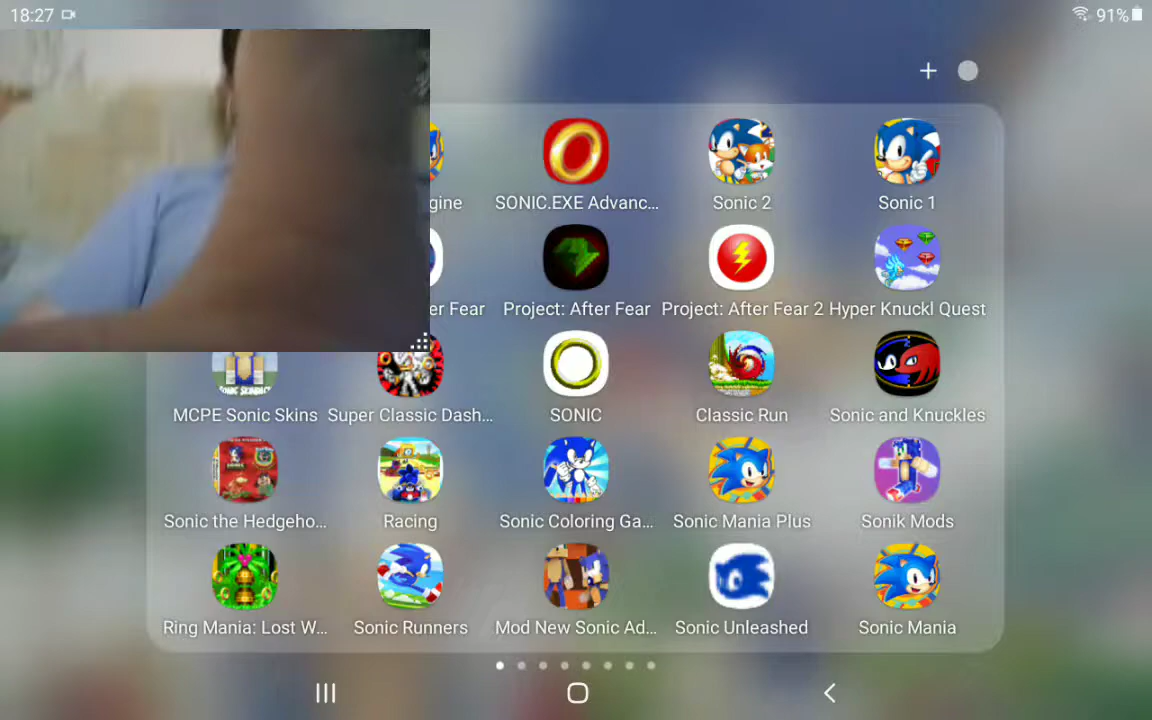 18:27 91%
gine SONIC.EXE Advanc... Sonic 2 Sonic 1
er Fear Project: After Fear Project: After Fear 2 Hyper Knuckl Quest
MCPE Sonic Skins Super Classic Dash... SONIC Classic Run Sonic and Knuckles
Sonic the Hedgeho... Racing Sonic Coloring Ga... Sonic Mania Plus Sonik Mods
Ring Mania: Lost W... Sonic Runners Mod New Sonic Ad... Sonic Unleashed Sonic Mania